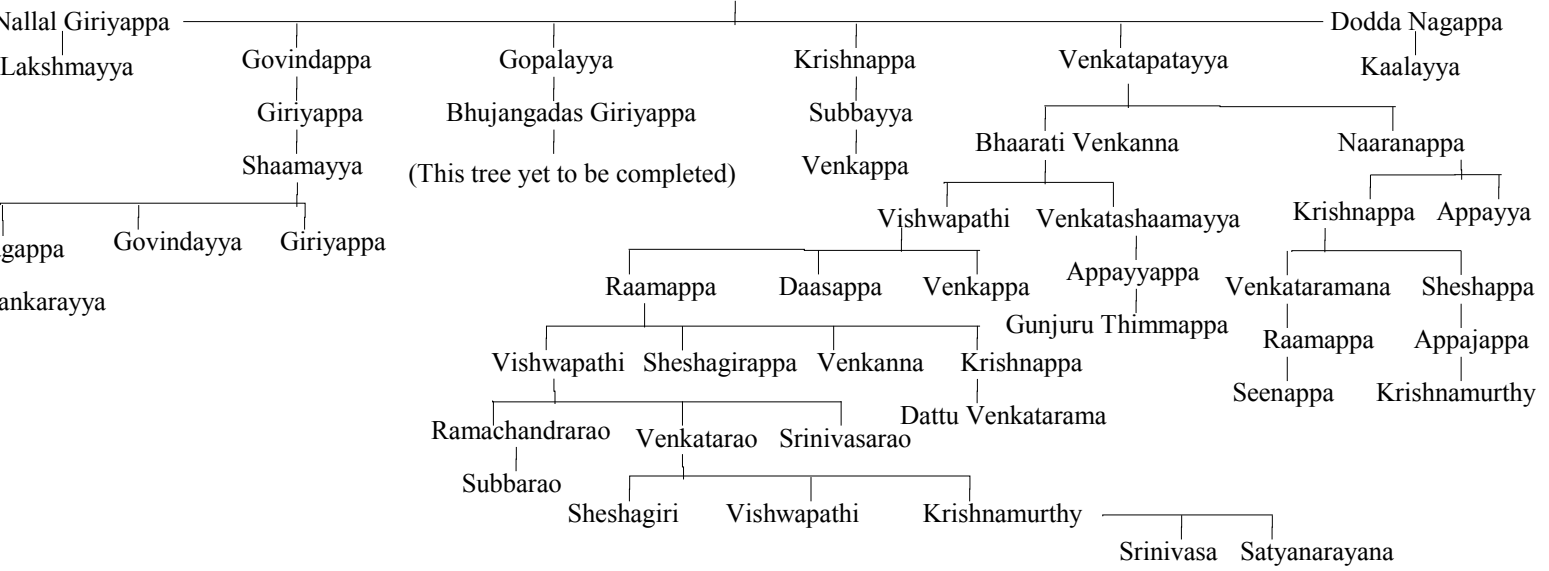 Nallal Giriyappa Dodda Nagappa
Lakshmayya Govindappa Gopalayya Krishnappa Venkatapatayya Kaalayya
Giriyappa Bhujangadas Giriyappa Subbayya
Bhaarati Venkanna Naaranappa
Shaamayya (This tree yet to be completed) Venkappa
Vishwapathi Venkatashaamayya Krishnappa Appayya
Govindayya Giriyappa
Raamappa Daasappa Venkappa Appayyappa Venkataramana Sheshappa
Gunjuru Thimmappa
Raamappa Appajappa
Vishwapathi Sheshagirappa Venkanna Krishnappa
Seenappa Krishnamurthy
Dattu Venkatarama
Ramachandrarao Venkatarao Srinivasarao
Subbarao
Sheshagiri Vishwapathi Krishnamurthy
Srinivasa Satyanarayana